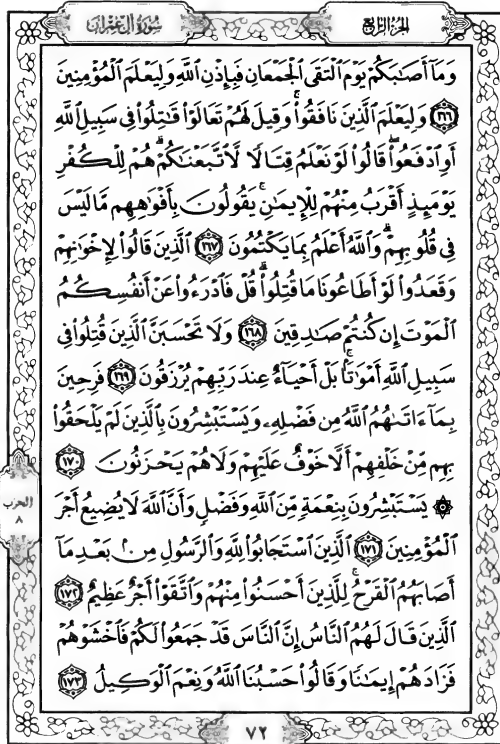 سُورَةُ آلِ عِمْرَان
الجُزْءُ الرَّابِعُ
وَمَآ أَصَٰبَكُمْ يَوْمَ ٱلْتَقَى ٱلْجَمْعَانِ فَبِإِذْنِ ٱللَّهِ وَلِيَعْلَمَ ٱلْمُؤْمِنِينَ
﴿١٦٦﴾ وَلِيَعْلَمَ ٱلَّذِينَ نَافَقُوا۟ۚ وَقِيلَ لَهُمْ تَعَالَوْا۟ قَٰتِلُوا۟ فِى سَبِيلِ ٱللَّهِ
أَوِ ٱدْفَعُوا۟ۖ قَالُوا۟ لَوْ نَعْلَمُ قِتَالًا لَّٱتَّبَعْنَٰكُمْۗ هُمْ لِلْكُفْرِ
يَوْمَئِذٍ أَقْرَبُ مِنْهُمْ لِلْإِيمَٰنِۚ يَقُولُونَ بِأَفْوَٰهِهِم مَّا لَيْسَ
فِى قُلُوبِهِمْۗ وَٱللَّهُ أَعْلَمُ بِمَا يَكْتُمُونَ ﴿١٦٧﴾ ٱلَّذِينَ قَالُوا۟ لِإِخْوَٰنِهِمْ
وَقَعَدُوا۟ لَوْ أَطَاعُونَا مَا قُتِلُوا۟ۗ قُلْ فَٱدْرَءُوا۟ عَنْ أَنفُسِكُمُ
ٱلْمَوْتَ إِن كُنتُمْ صَٰدِقِينَ ﴿١٦٨﴾ وَلَا تَحْسَبَنَّ ٱلَّذِينَ قُتِلُوا۟ فِى
سَبِيلِ ٱللَّهِ أَمْوَٰتًۢاۚ بَلْ أَحْيَآءٌ عِندَ رَبِّهِمْ يُرْزَقُونَ ﴿١٦٩﴾ فَرِحِينَ
بِمَآ ءَاتَىٰهُمُ ٱللَّهُ مِن فَضْلِهِۦ وَيَسْتَبْشِرُونَ بِٱلَّذِينَ لَمْ يَلْحَقُوا۟
بِهِم مِّنْ خَلْفِهِمْ أَلَّا خَوْفٌ عَلَيْهِمْ وَلَا هُمْ يَحْزَنُونَ ﴿١٧٠﴾
۞ يَسْتَبْشِرُونَ بِنِعْمَةٍ مِّنَ ٱللَّهِ وَفَضْلٍ وَأَنَّ ٱللَّهَ لَا يُضِيعُ أَجْرَ
ٱلْمُؤْمِنِينَ ﴿١٧١﴾ ٱلَّذِينَ ٱسْتَجَابُوا۟ لِلَّهِ وَٱلرَّسُولِ مِنۢ بَعْدِ مَآ
أَصَابَهُمُ ٱلْقَرْحُۚ لِلَّذِينَ أَحْسَنُوا۟ مِنْهُمْ وَٱتَّقَوْا۟ أَجْرٌ عَظِيمٌ ﴿١٧٢﴾
ٱلَّذِينَ قَالَ لَهُمُ ٱلنَّاسُ إِنَّ ٱلنَّاسَ قَدْ جَمَعُوا۟ لَكُمْ فَٱخْشَوْهُمْ
فَزَادَهُمْ إِيمَٰنًا وَقَالُوا۟ حَسْبُنَا ٱللَّهُ وَنِعْمَ ٱلْوَكِيلُ ﴿١٧٣﴾
الحزب
٨
٧٢